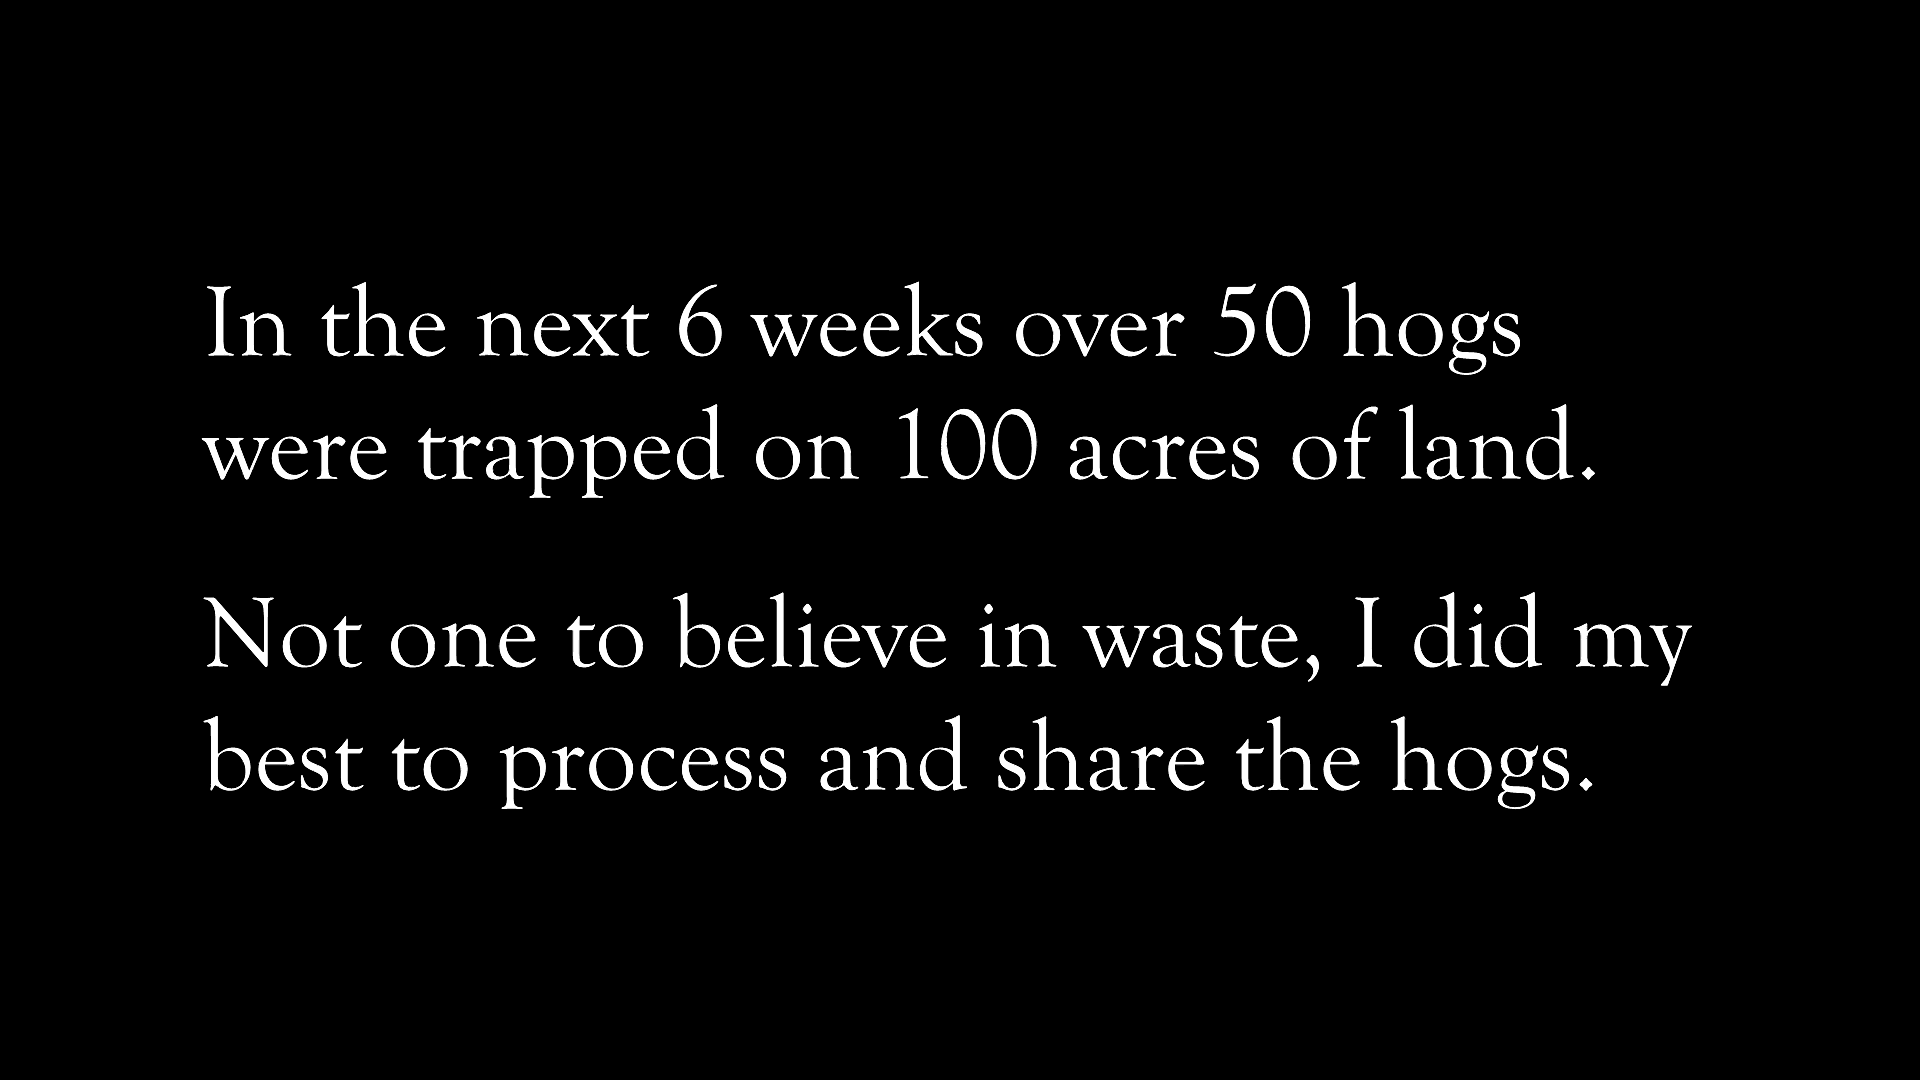 In the next 6 weeks over 50 hogs
were trapped on 100 acres of land.
Not one to believe in waste, I did my
best to process and share the hogs.